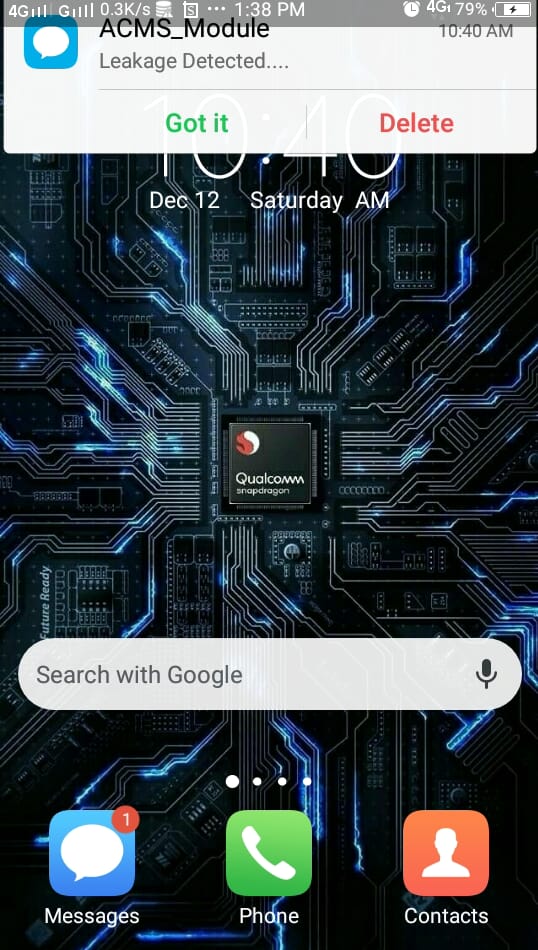 4G 4G 0.3K/s 1:38 PM 4G 79%
ACMS_Module 10:40 AM
Leakage Detected....
Got it Delete
10:40
Dec 12 Saturday AM
Qualcomm
snapdragon
Future Ready
Search with Google
1
Messages Phone Contacts